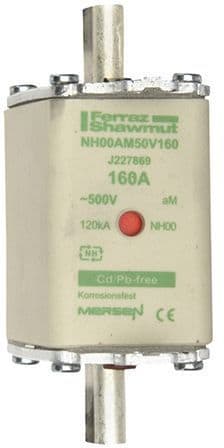 Ferraz
Shawmut
NH00AM50V160
J227869
160A
~500V aM
120kA NH00
NH
Cd/Pb-free
Korrosionsfest
MERSEN CE